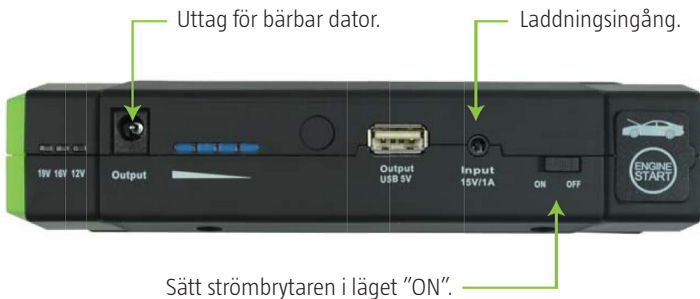 Uttag för bärbar dator.
Laddningsingång.
19V 16V 12V
Output
Output
USB 5V
Input
15V/1A
ON OFF
ENGINE
START
Sätt strömbrytaren i läget ”ON”.